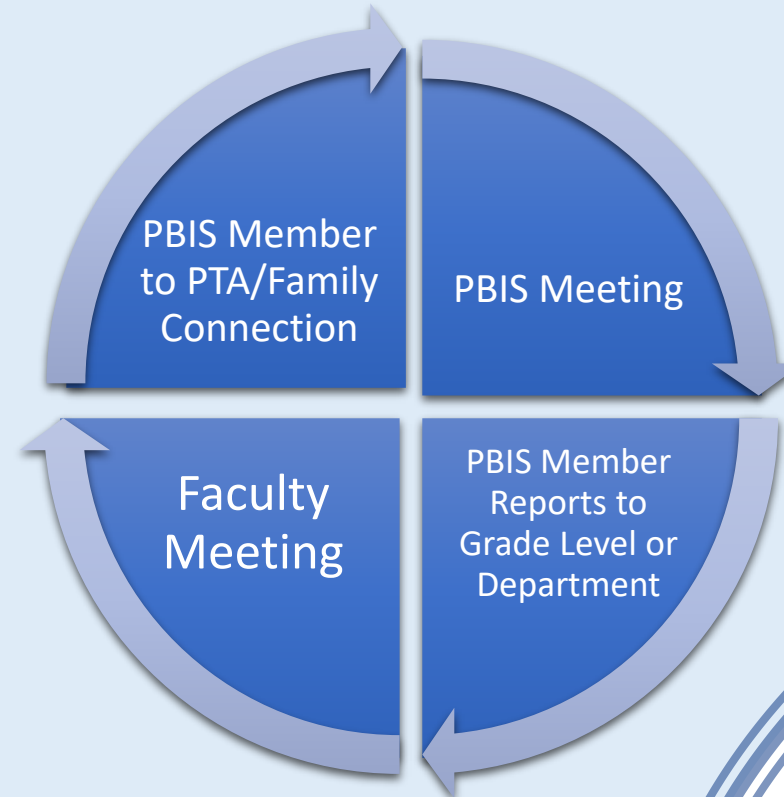 PBIS Member
to PTA/Family
Connection
PBIS Meeting
Faculty
Meeting
PBIS Member
Reports to
Grade Level or
Department